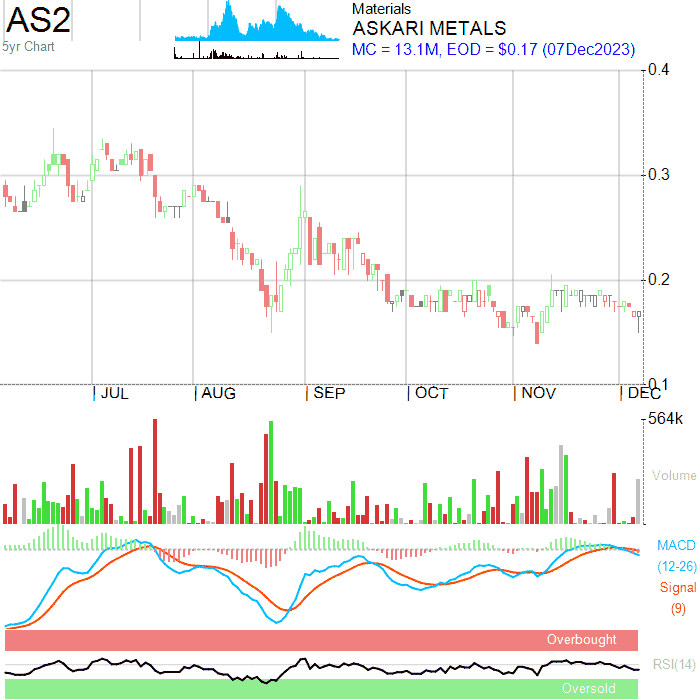 AS2
5yr Chart
Materials
ASKARI METALS
MC = 13.1M, EOD = $0.17 (07Dec2023)
0.4
0.3
0.2
0.1
JUL AUG SEP OCT NOV DEC
564k
Volume
MACD
(12-26)
Signal
(9)
Overbought
RSI(14)
Oversold